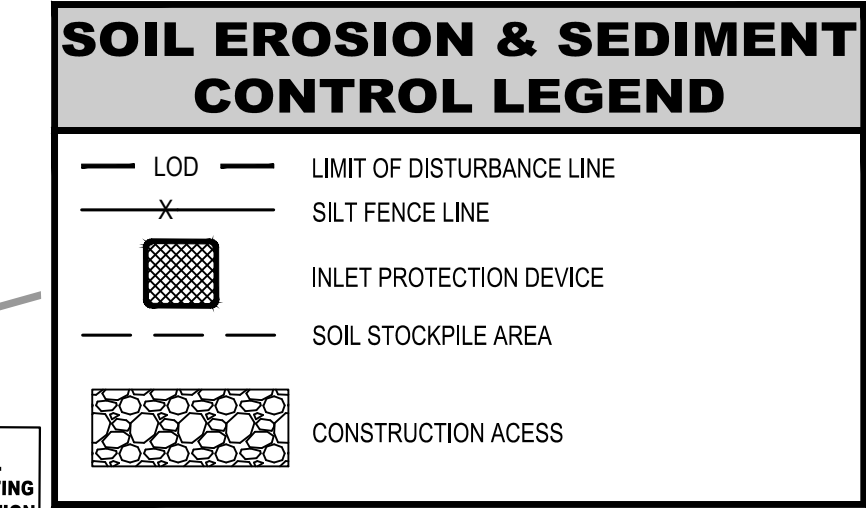 SOIL EROSION & SEDIMENT
CONTROL LEGEND
LOD LIMIT OF DISTURBANCE LINE
X SILT FENCE LINE
INLET PROTECTION DEVICE
SOIL STOCKPILE AREA
CONSTRUCTION ACESS